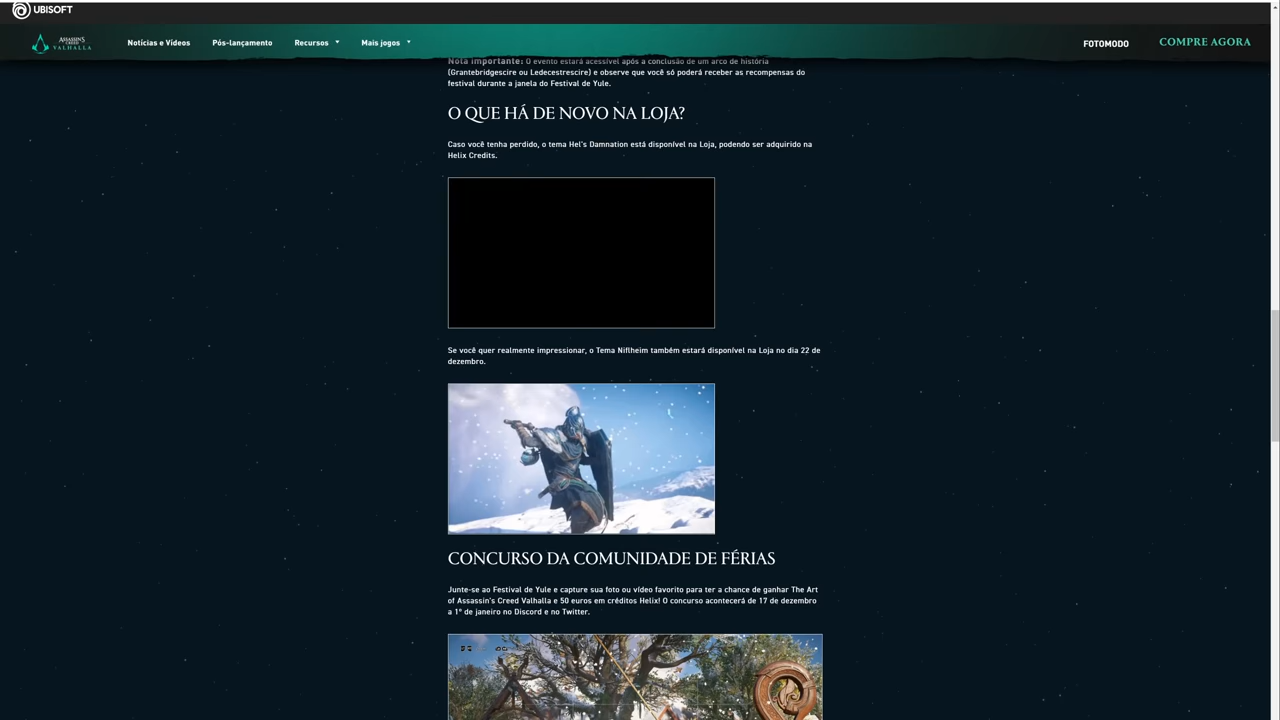 UBISOFT
ASSASSIN'S
CREED
VALHALLA
Notícias e Vídeos
Pós-lançamento
Recursos
Mais jogos
FOTOMODO
COMPRE AGORA
Nota importante: O evento estará acessível após a conclusão de um arco de história
(Grantebridgescire ou Ledecestrescire) e observe que você só poderá receber as recompensas do
festival durante a janela do Festival de Yule.
O QUE HÁ DE NOVO NA LOJA?
Caso você tenha perdido, o tema Hel's Damnation está disponível na Loja, podendo ser adquirido na
Helix Credits.
Se você quer realmente impressionar, o Tema Niflheim também estará disponível na Loja no dia 22 de
dezembro.
CONCURSO DA COMUNIDADE DE FÉRIAS
Junte-se ao Festival de Yule e capture sua foto ou vídeo favorito para ter a chance de ganhar The Art
of Assassin's Creed Valhalla e 50 euros em créditos Helix! O concurso acontecerá de 17 de dezembro
a 1º de janeiro no Discord e no Twitter.